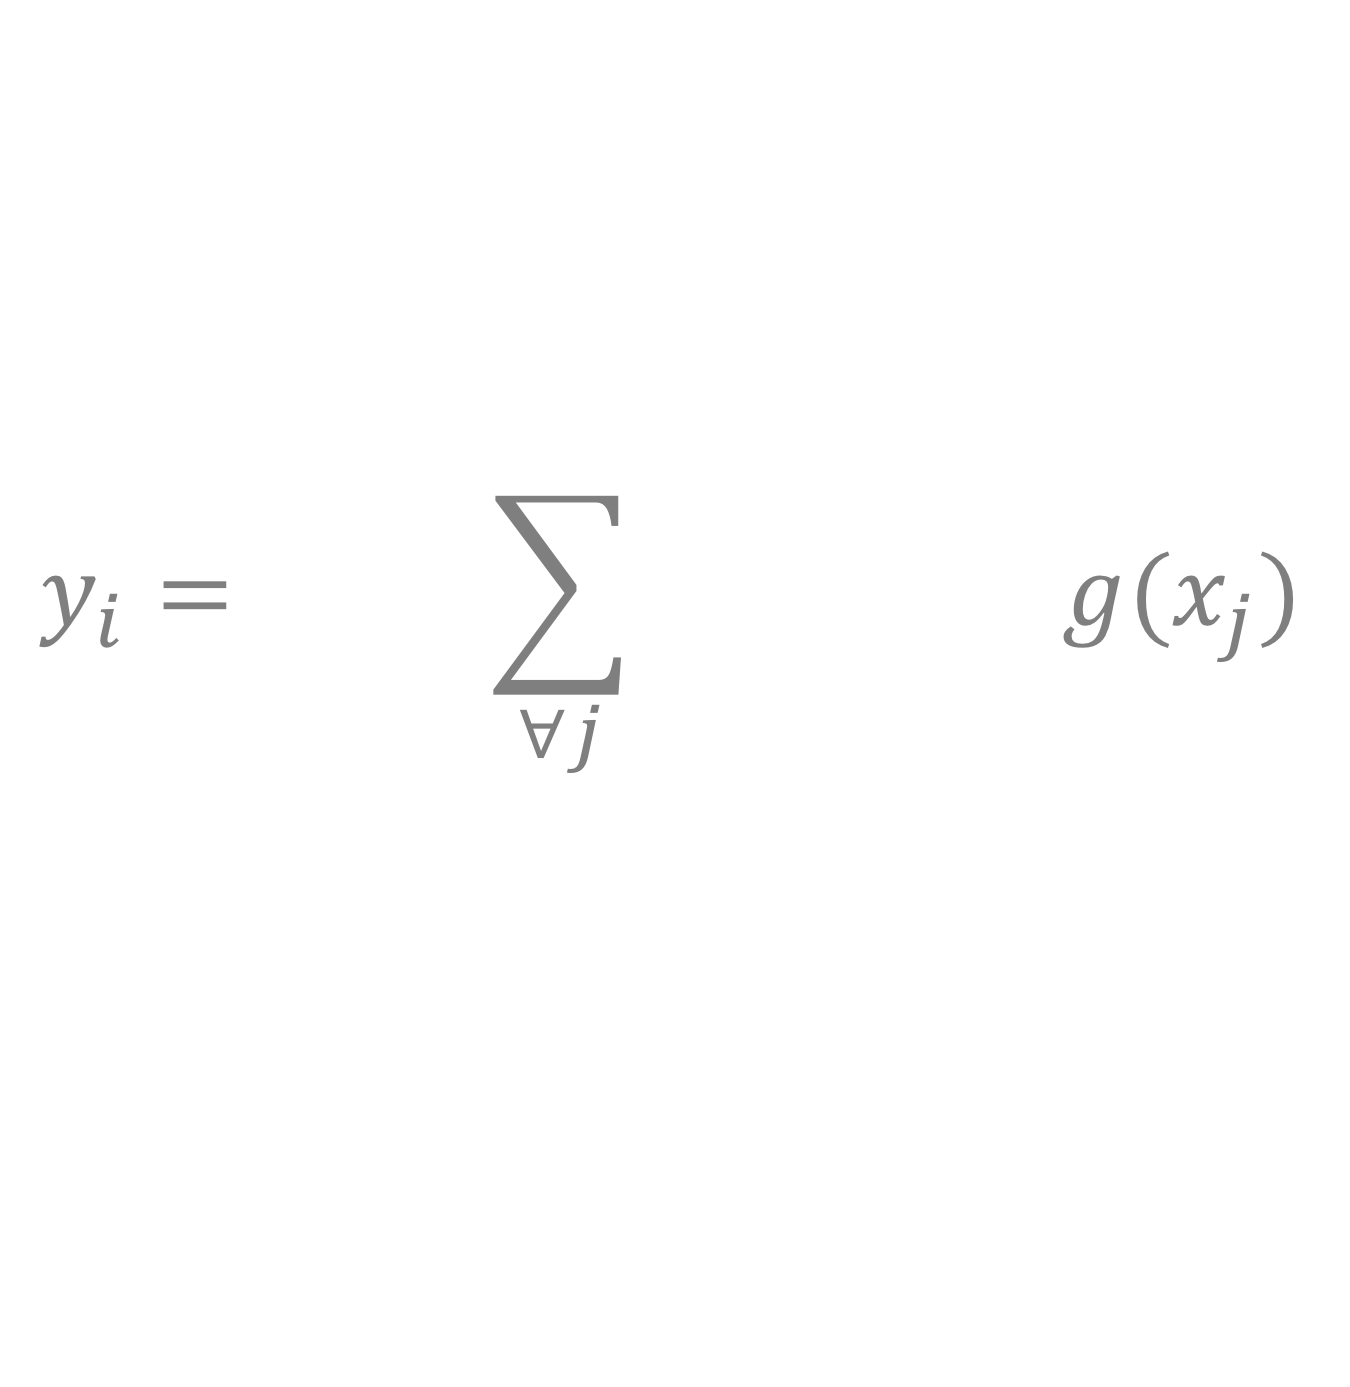 y_i = ∑_{∀ j} g(x_j)